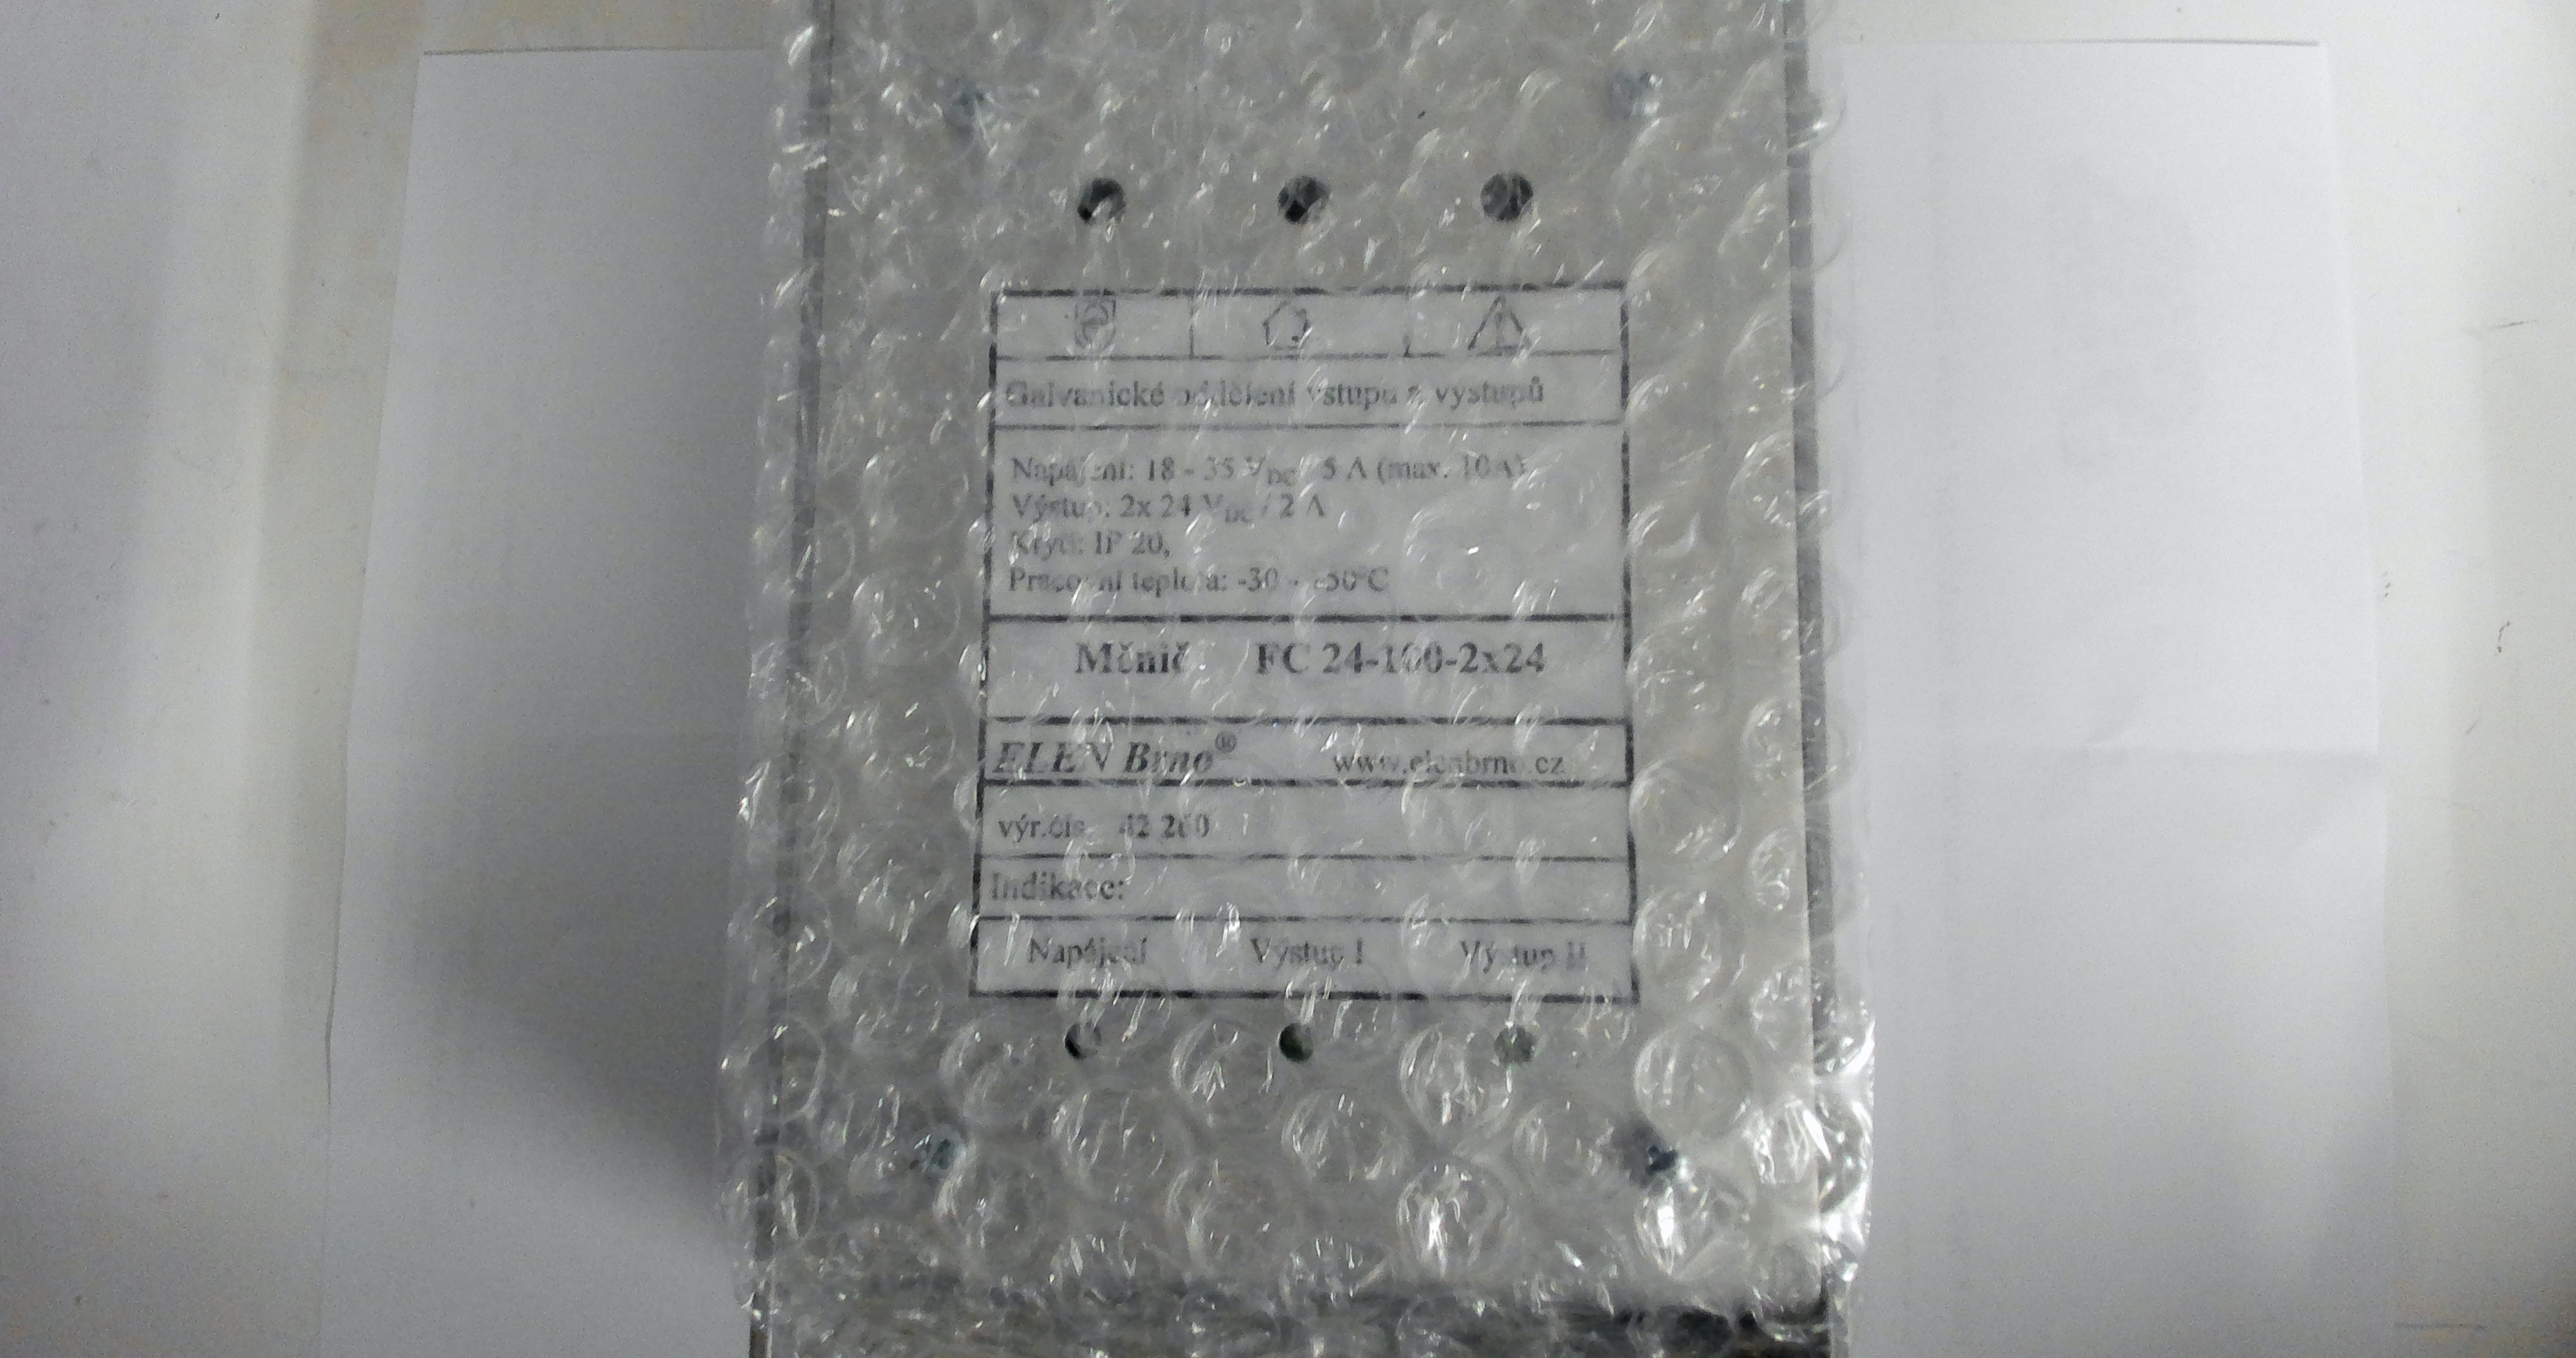 Galvanické oddělení vstupu a výstupů
Napájení: 18 - 35 VDC / 5 A (max. 10A)
Výstup: 2x 24 VDC / 2 A
Krytí: IP 20,
Pracovní teplota: -30 - +50°C
Měnič FC 24-100-2x24
ELEN Brno® www.elenbrno.cz
výr.čís. 42 260
Indikace:
Napájení Výstup I Výstup II